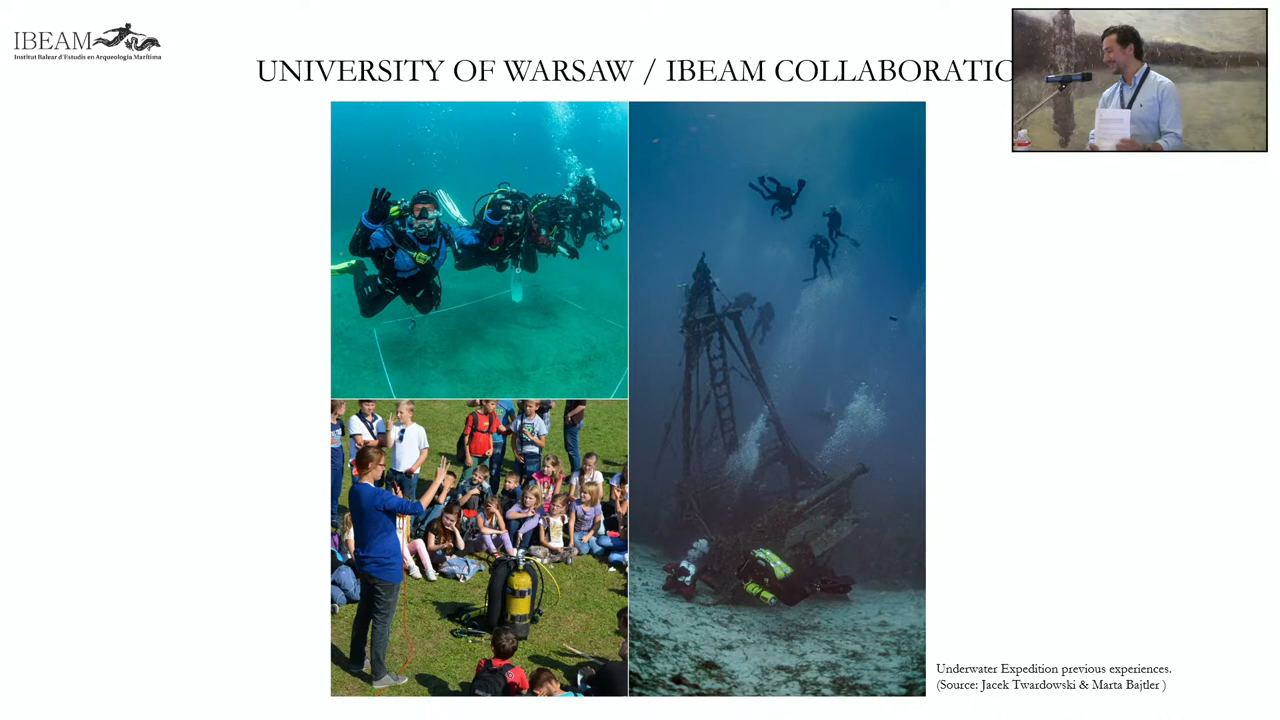 IBEAM
Institut Balear d'Estudis en Arqueologia Marítima
UNIVERSITY OF WARSAW / IBEAM COLLABORATIO
Underwater Expedition previous experiences.
(Source: Jacek Twardowski & Marta Bajtler )